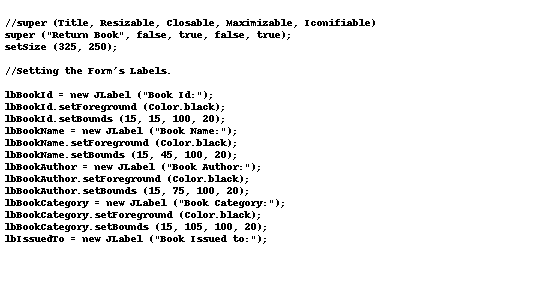 //super (Title, Resizable, Closable, Maximizable, Iconifiable)
super ("Return Book", false, true, false, true);
setSize (325, 250);
//Setting the Form's Labels.
lbBookId = new JLabel ("Book Id:");
lbBookId.setForeground (Color.black);
lbBookId.setBounds (15, 15, 100, 20);
lbBookName = new JLabel ("Book Name:");
lbBookName.setForeground (Color.black);
lbBookName.setBounds (15, 45, 100, 20);
lbBookAuthor = new JLabel ("Book Author:");
lbBookAuthor.setForeground (Color.black);
lbBookAuthor.setBounds (15, 75, 100, 20);
lbBookCategory = new JLabel ("Book Category:");
lbBookCategory.setForeground (Color.black);
lbBookCategory.setBounds (15, 105, 100, 20);
lbIssuedTo = new JLabel ("Book Issued to:");